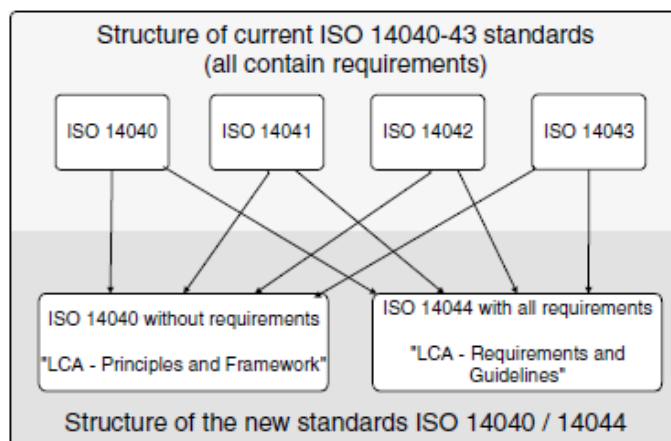 Structure of current ISO 14040-43 standards
(all contain requirements)
ISO 14040
ISO 14041
ISO 14042
ISO 14043
ISO 14040 without requirements
"LCA - Principles and Framework"
ISO 14044 with all requirements
"LCA - Requirements and
Guidelines"
Structure of the new standards ISO 14040 / 14044